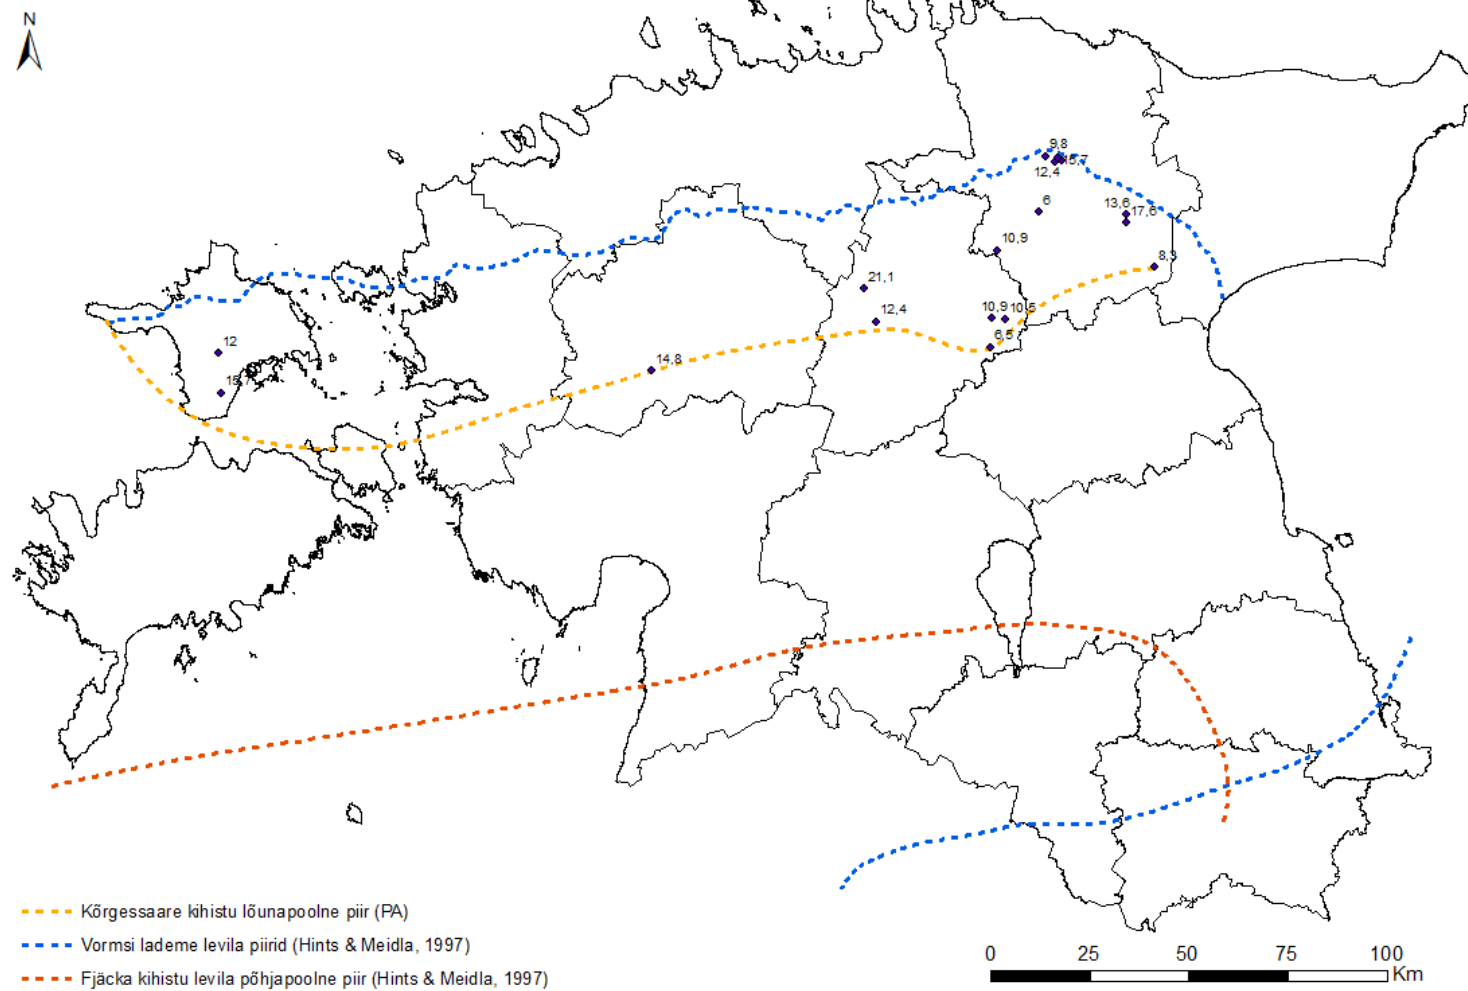 N
9,8
15,7
12,4
6
13,6
17,6
10,9
8,3
21,1
12,4
10,9
10,5
6,5
12
15,7
14,8
Kõrgessaare kihistu lõunapoolne piir (PA)
Vormsi lademe levila piirid (Hints & Meidla, 1997)
Fjäcka kihistu levila põhjapoolne piir (Hints & Meidla, 1997)
0 25 50 75 100
Km